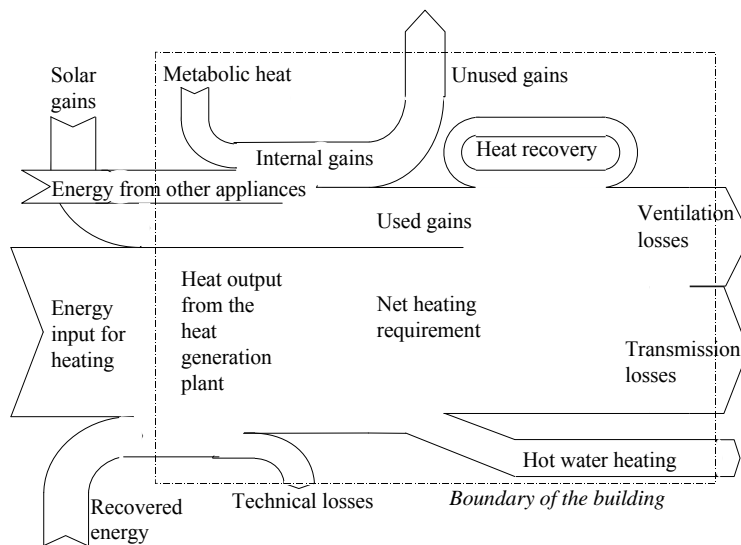 Solar
gains
Metabolic heat
Unused gains
Internal gains
Heat recovery
Energy from other appliances
Used gains
Ventilation
losses
Energy
input for
heating
Heat output
from the
heat
generation
plant
Net heating
requirement
Transmission
losses
Hot water heating
Recovered
energy
Technical losses
Boundary of the building